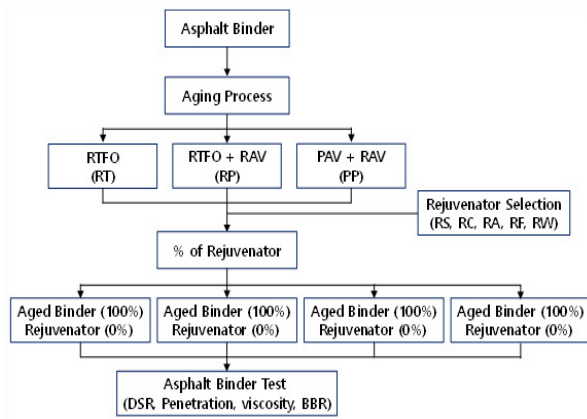 Asphalt Binder
Aging Process
RTFO
(RT)
RTFO + RAV
(RP)
PAV + RAV
(PP)
Rejuvenator Selection
(RS, RC, RA, RF, RW)
% of Rejuvenator
Aged Binder (100%)
Rejuvenator (0%)
Aged Binder (100%)
Rejuvenator (0%)
Aged Binder (100%)
Rejuvenator (0%)
Aged Binder (100%)
Rejuvenator (0%)
Asphalt Binder Test
(DSR, Penetration, viscosity, BBR)